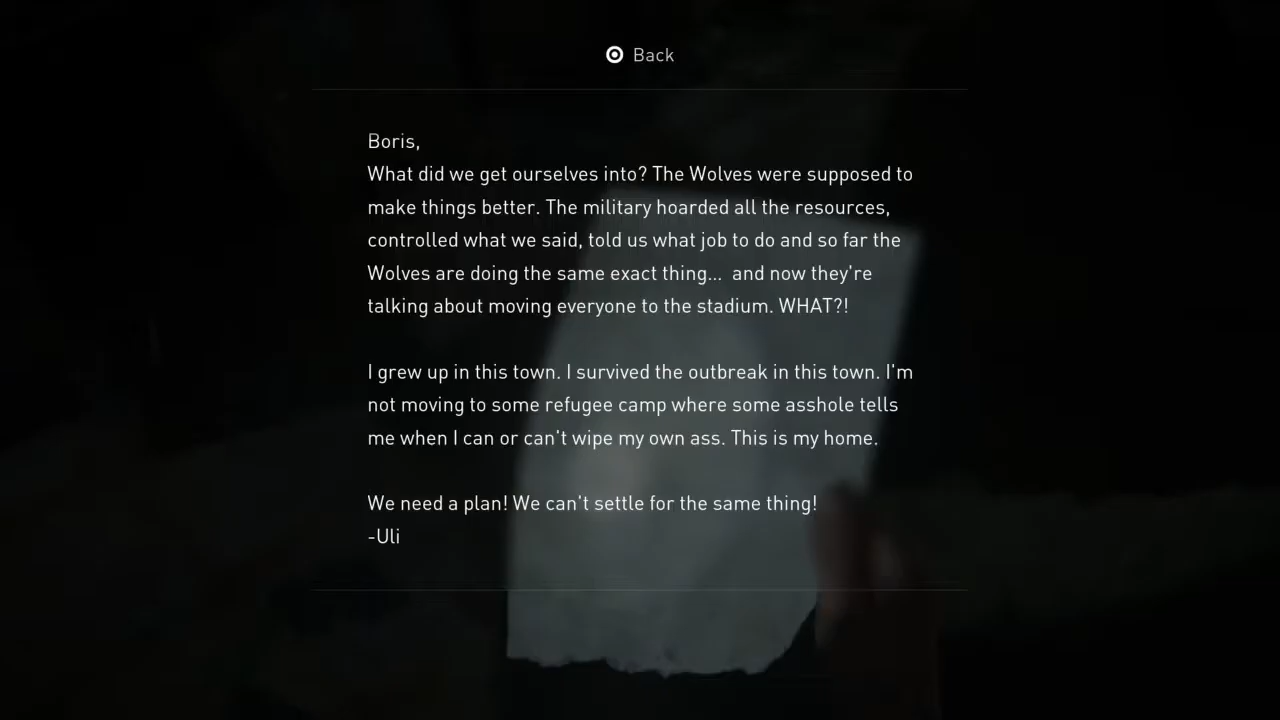 Back
Boris,
What did we get ourselves into? The Wolves were supposed to
make things better. The military hoarded all the resources,
controlled what we said, told us what job to do and so far the
Wolves are doing the same exact thing...  and now they're
talking about moving everyone to the stadium. WHAT?!
I grew up in this town. I survived the outbreak in this town. I'm
not moving to some refugee camp where some asshole tells
me when I can or can't wipe my own ass. This is my home.
We need a plan! We can't settle for the same thing!
-Uli